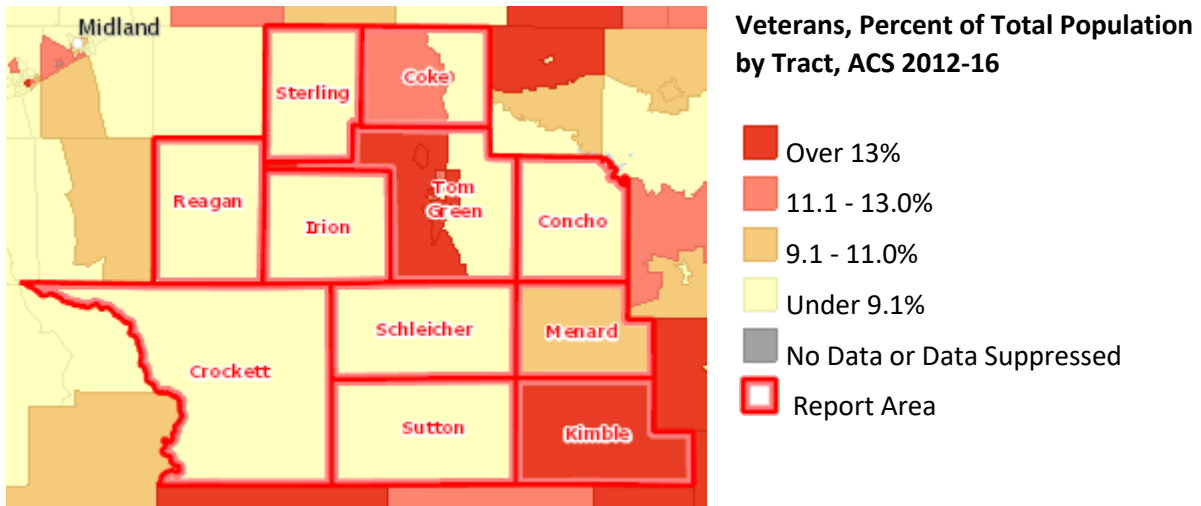 Midland
Sterling
Coke
Reagan
Irion
Tom
Green
Concho
Schleicher
Menard
Crockett
Sutton
Kimble
Veterans, Percent of Total Population
by Tract, ACS 2012-16
Over 13%
11.1 - 13.0%
9.1 - 11.0%
Under 9.1%
No Data or Data Suppressed
Report Area